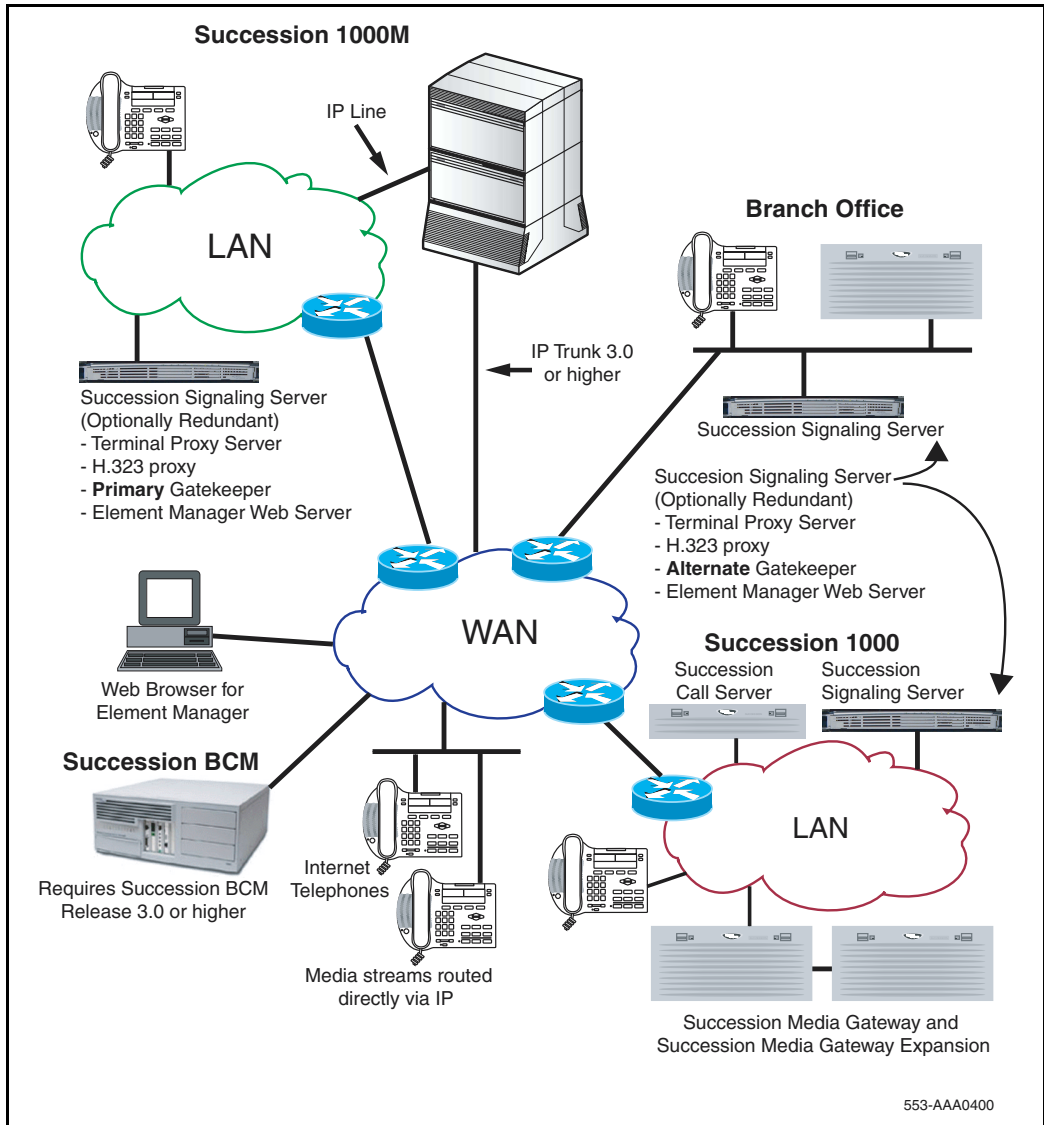 Succession 1000M
IP Line
LAN
Branch Office
IP Trunk 3.0
or higher
Succession Signaling Server
(Optionally Redundant)
- Terminal Proxy Server
- H.323 proxy
- Primary Gatekeeper
- Element Manager Web Server
Succession Signaling Server
Succesion Signaling Server
(Optionally Redundant)
- Terminal Proxy Server
- H.323 proxy
- Alternate Gatekeeper
- Element Manager Web Server
WAN
Web Browser for
Element Manager
Succession 1000
Succession
Call Server
Succession
Signaling Server
Succession BCM
Requires Succession BCM
Release 3.0 or higher
Internet
Telephones
Media streams routed
directly via IP
LAN
Succession Media Gateway and
Succession Media Gateway Expansion
553-AAA0400